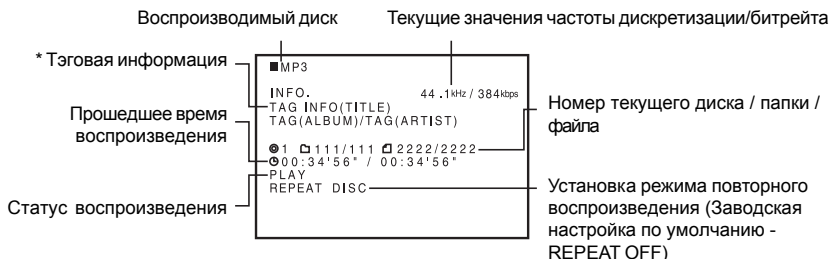 Воспроизводимый диск
Текущие значения частоты дискретизации/битрейта
* Тэговая информация
Прошедшее время
воспроизведения
Статус воспроизведения
MP3
INFO. 44.1kHz / 384kbps
TAG INFO(TITLE)
TAG(ALBUM)/TAG(ARTIST)
1 111/111 2222/2222
00:34'56" / 00:34'56"
PLAY
REPEAT DISC
Номер текущего диска / папки /
файла
Установка режима повторного
воспроизведения (Заводская
настройка по умолчанию -
REPEAT OFF)